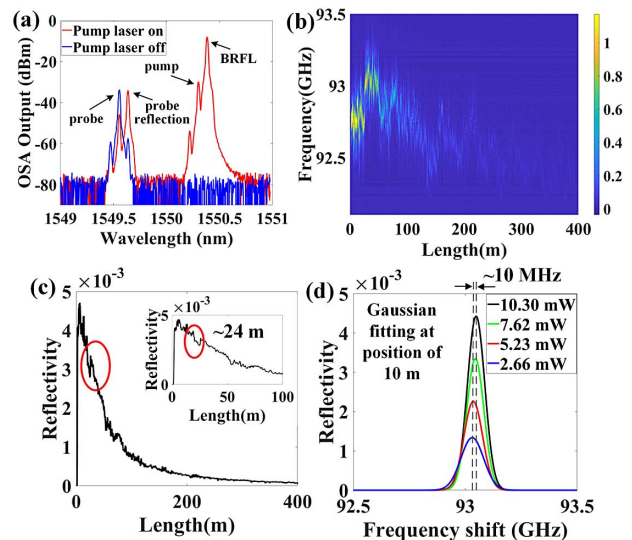 (a)
Pump laser on
Pump laser off
BRFL
pump
probe
probe reflection
OSA Output (dBm)
0
-20
-40
-60
-80
1549
1549.5
1550
1550.5
1551
Wavelength (nm)
(b)
Frequency(GHz)
93.5
93
92.5
0
100
200
300
400
Length(m)
1
0.8
0.6
0.4
0.2
0
(c)
×10⁻³
Reflectivity
5
4
3
2
1
0
0
100
200
300
400
Length(m)
×10⁻³
5
0
Reflectivity
~24 m
0
50
100
Length(m)
(d)
×10⁻³
~10 MHz
Gaussian
fitting at
position of
10 m
10.30 mW
7.62 mW
5.23 mW
2.66 mW
Reflectivity
5
4
3
2
1
0
92.5
93
93.5
Frequency shift (GHz)